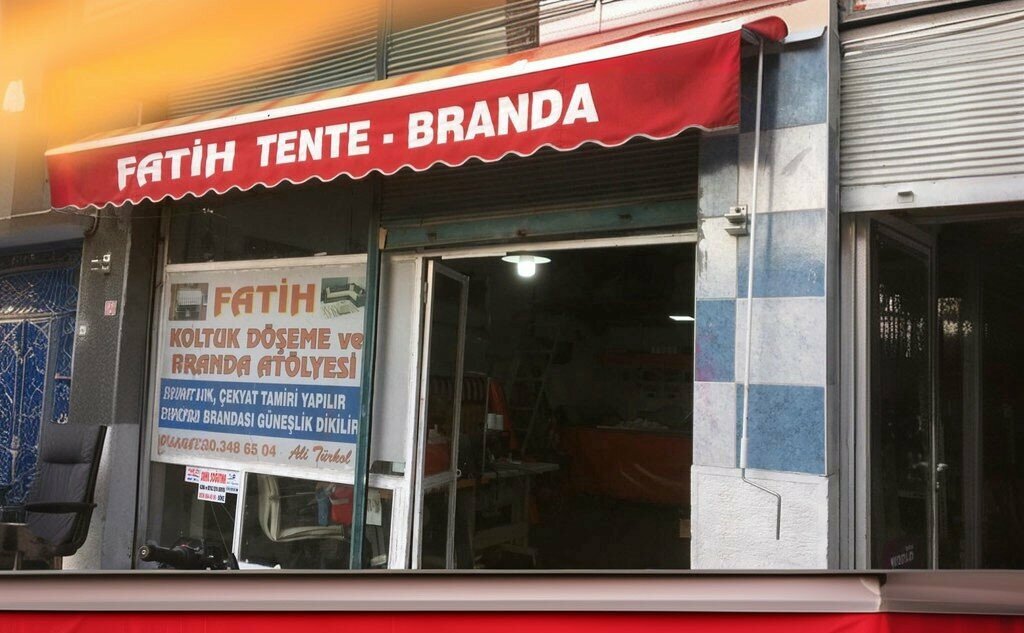 FATİH TENTE - BRANDA
FATİH
KOLTUK DÖŞEME ve
BRANDA ATÖLYESİ
ÇEKYAT TAMİRİ YAPILIR
BRANDASI GÜNEŞLİK DİKİLİR
348 65 04 Ali Türkol